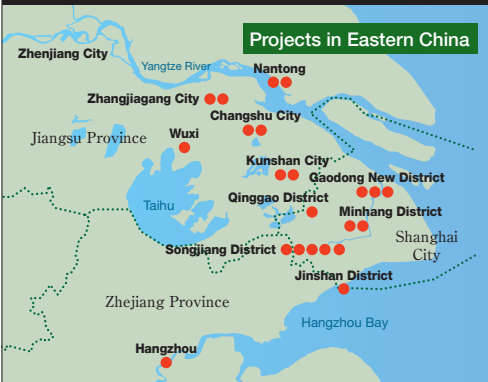 Projects in Eastern China
Zhenjiang City
Yangtze River
Nantong
Zhangjiagang City
Changshu City
Jiangsu Province
Wuxi
Kunshan City
Gaodong New District
Taihu
Qinggao District
Minhang District
Songjiang District
Shanghai
City
Jinshan District
Zhejiang Province
Hangzhou Bay
Hangzhou